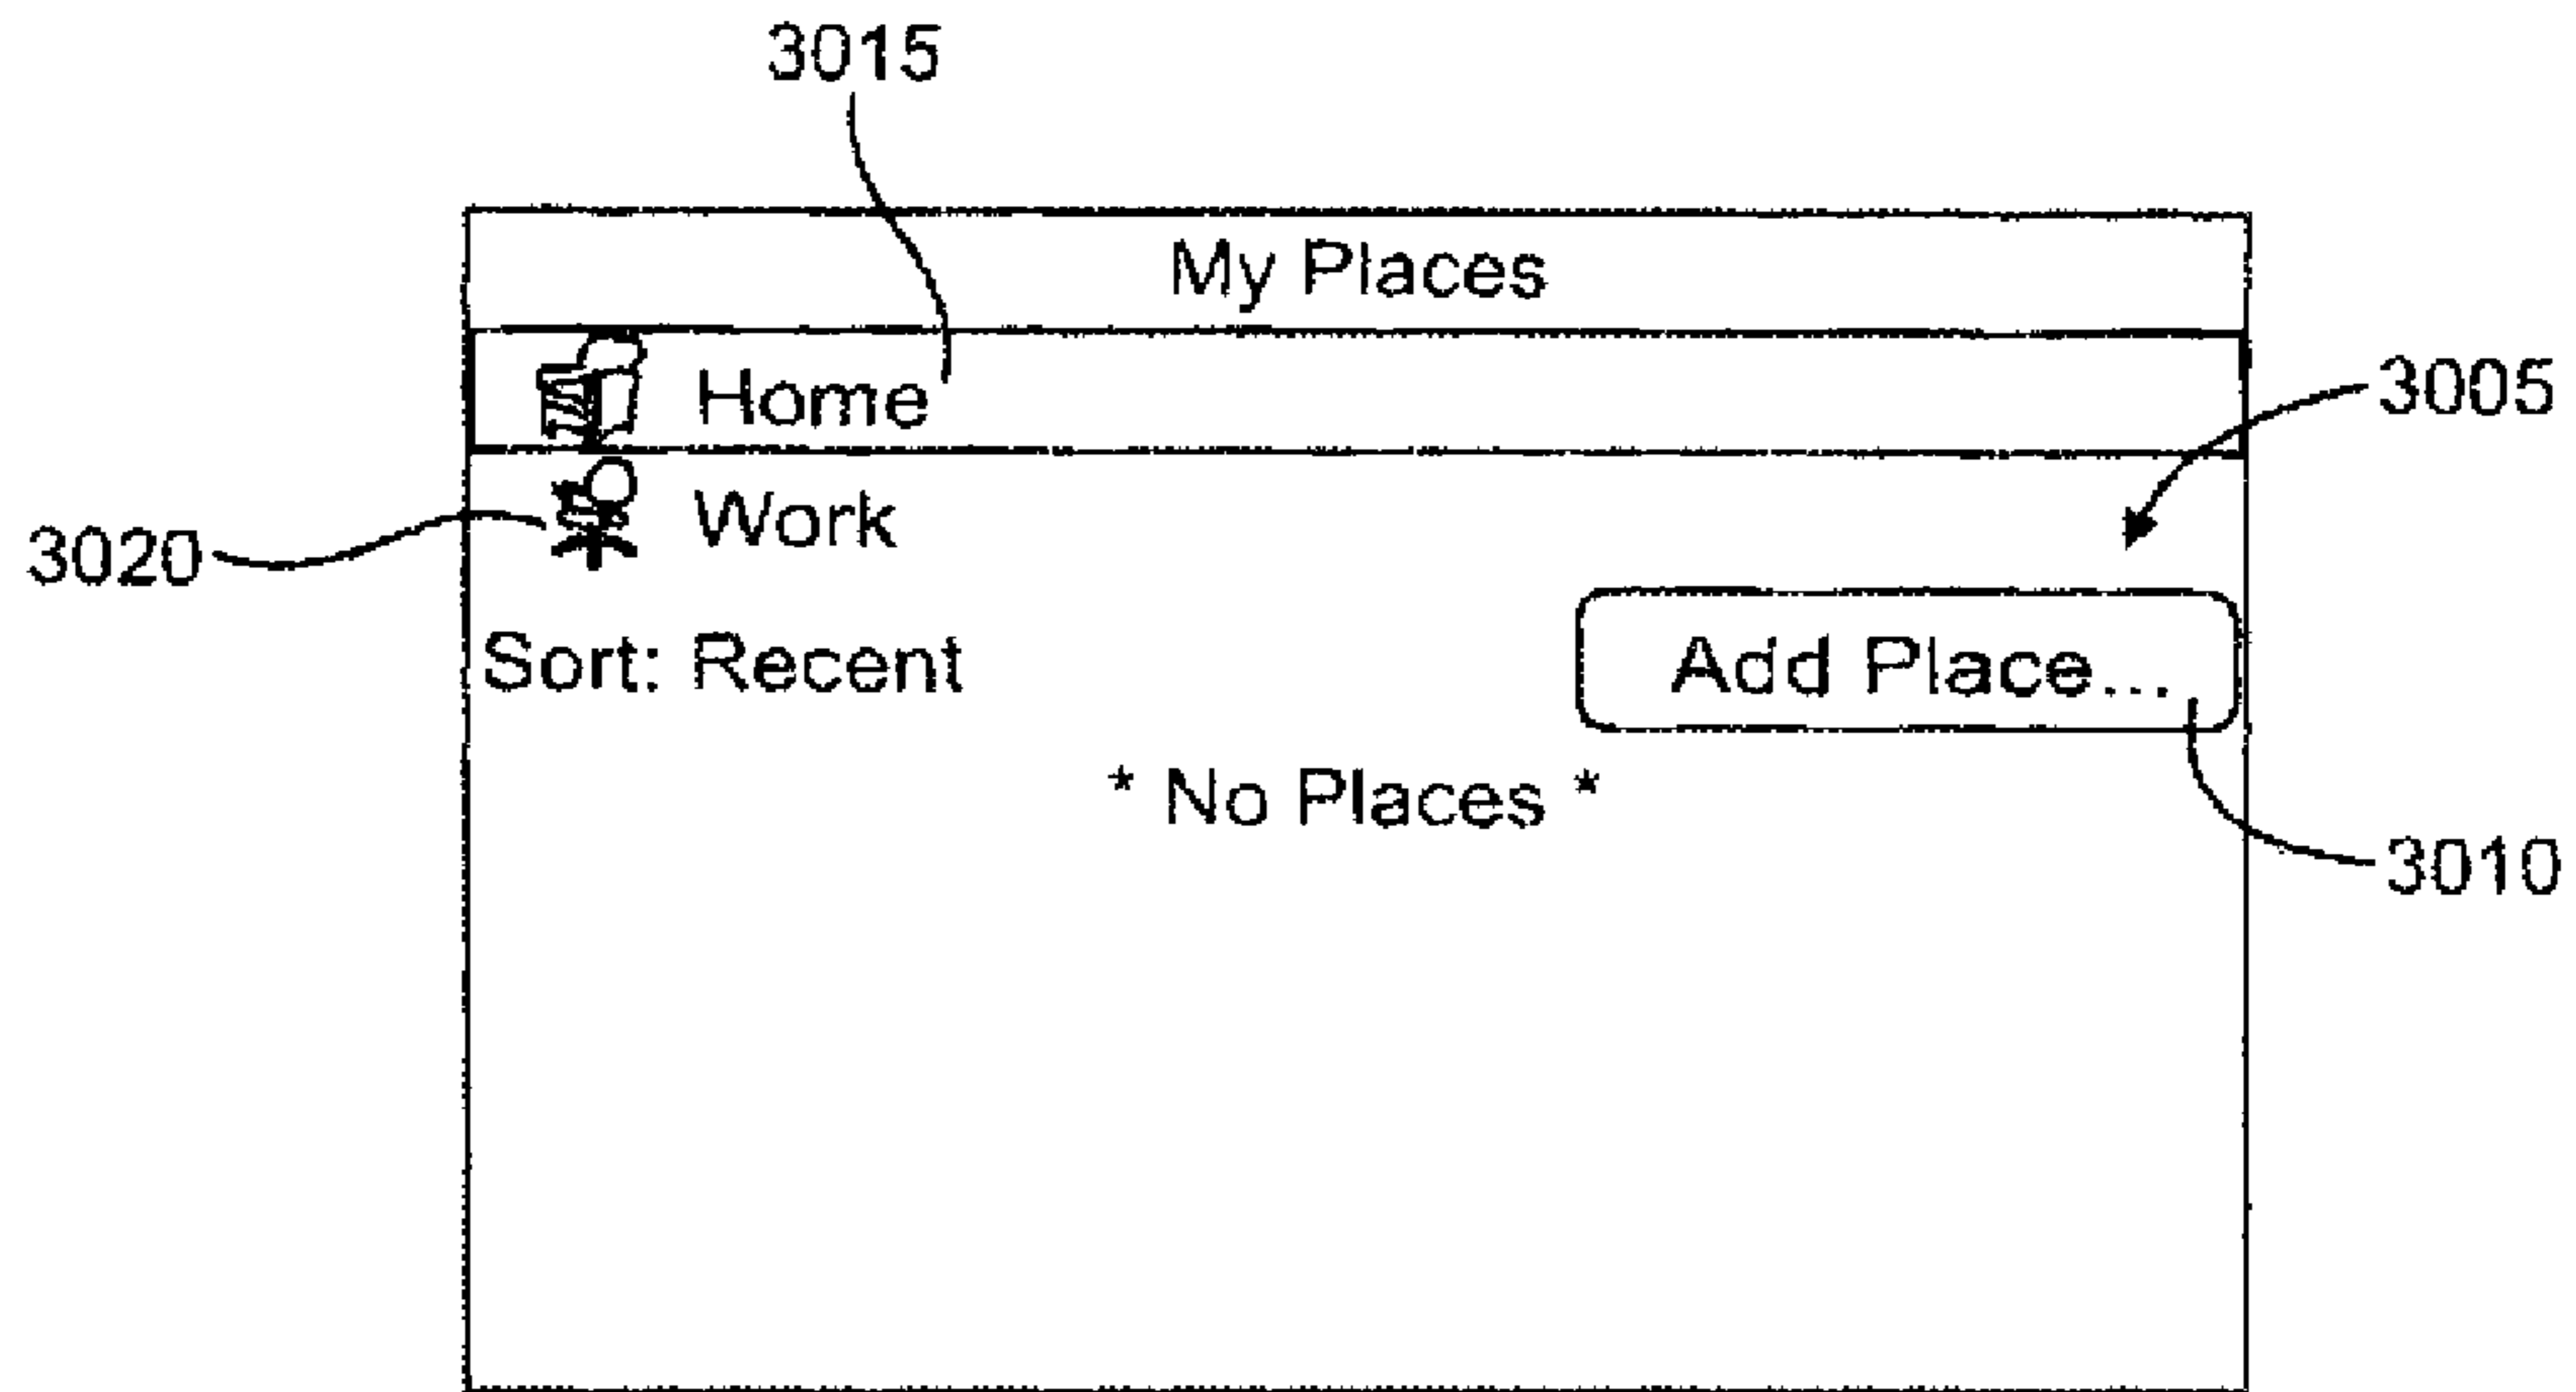 3015
My Places
Home
3005
Work
3020
Sort: Recent
Add Place...
* No Places *
3010